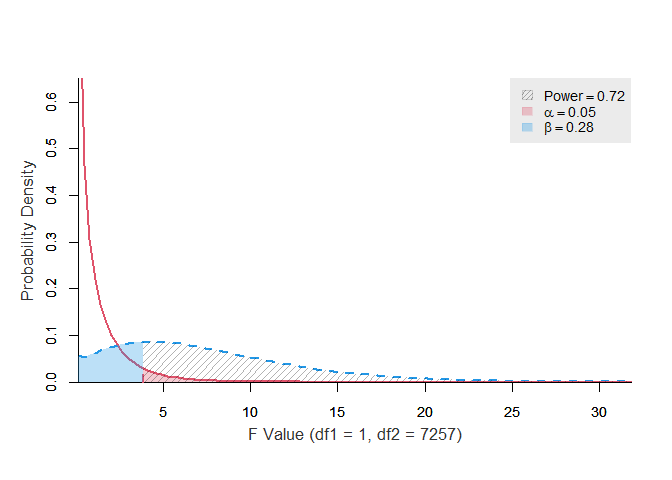 Power = 0.72
α = 0.05
β = 0.28
Probability Density
0.6
0.5
0.4
0.3
0.2
0.1
0.0
5 10 15 20 25 30
F Value (df1 = 1, df2 = 7257)